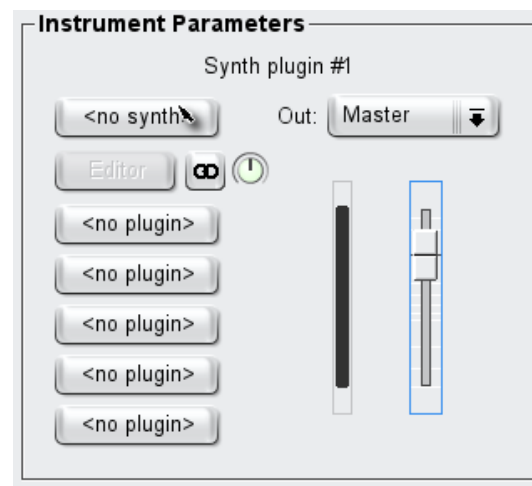 Instrument Parameters
Synth plugin #1
<no synth>
Out: Master
Editor
<no plugin>
<no plugin>
<no plugin>
<no plugin>
<no plugin>